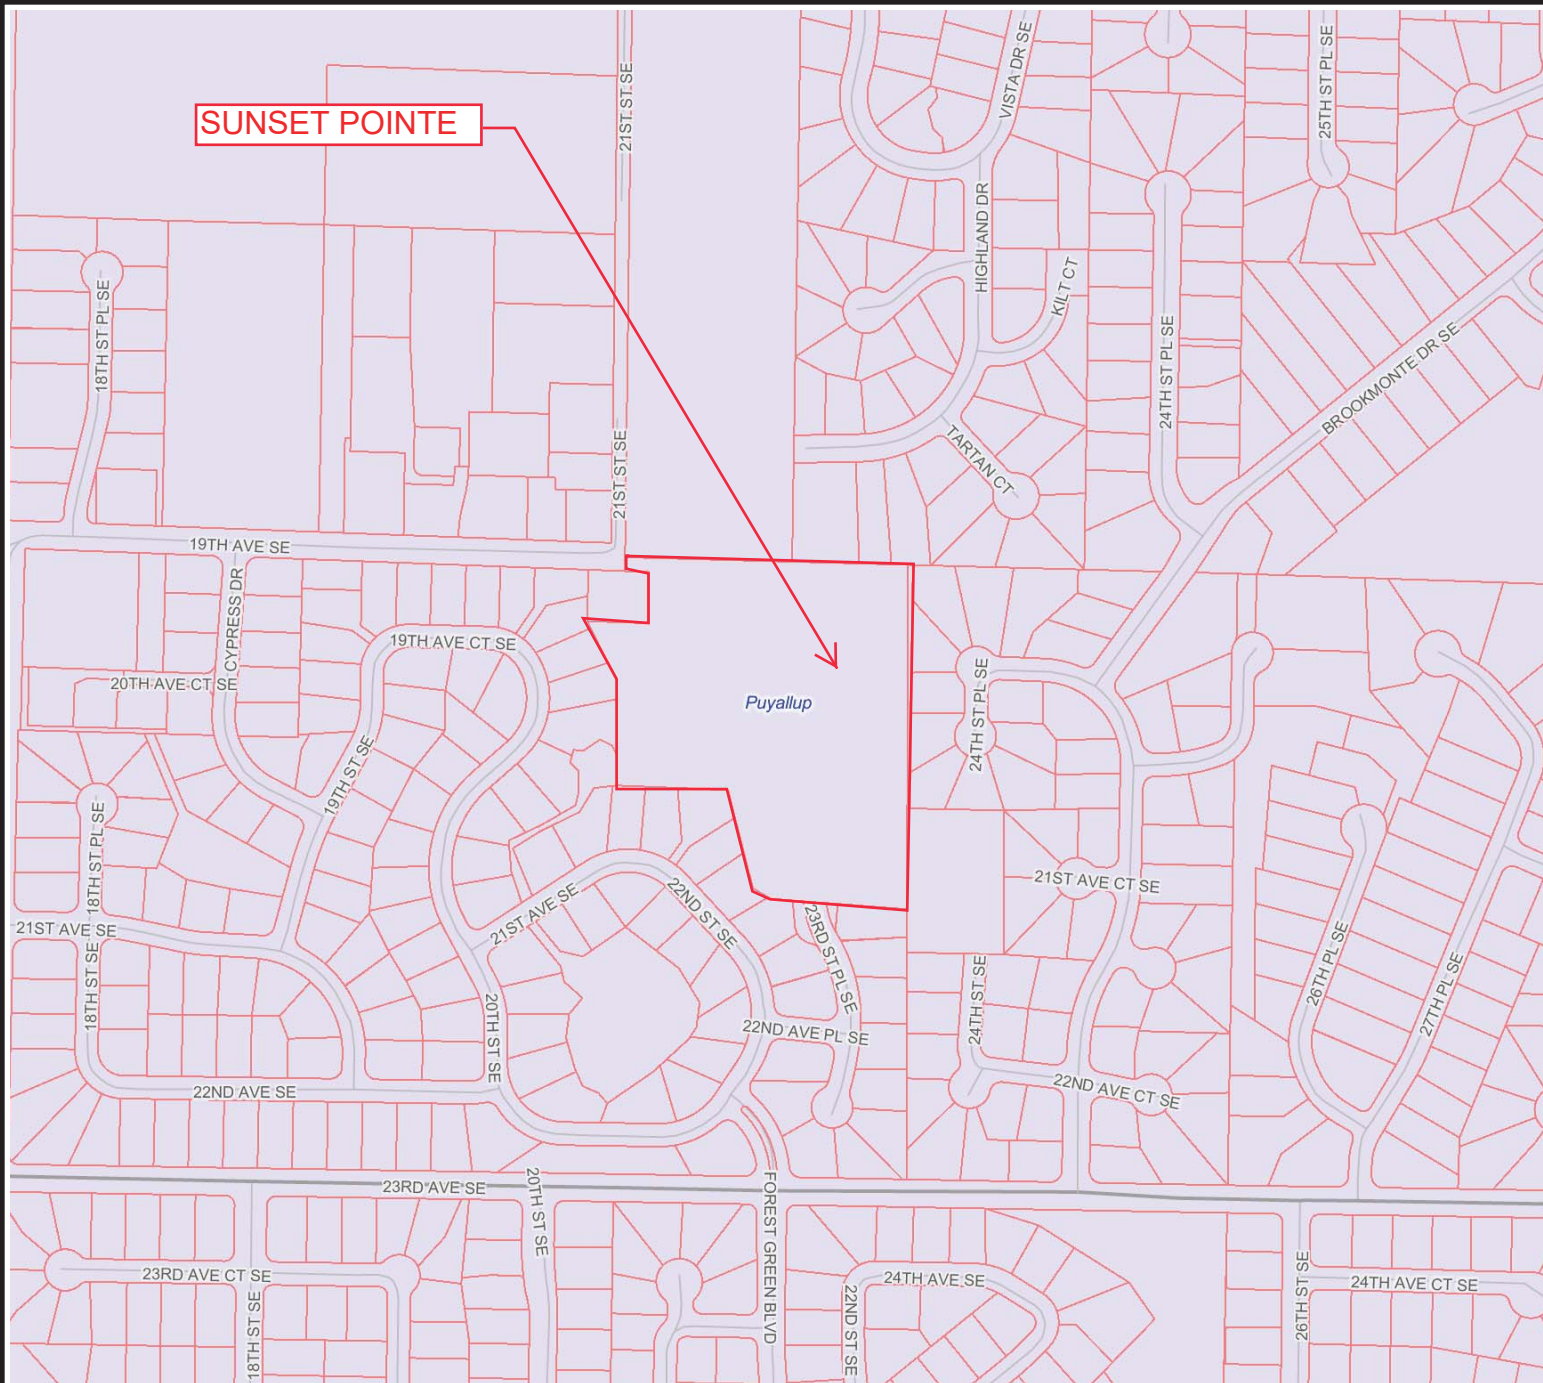 21ST ST SE
VISTA DR SE
25TH ST PL SE
SUNSET POINTE
HIGHLAND DR
KILT CT
18TH ST PL SE
24TH ST PL SE
BROOKMONTE DR SE
21ST ST SE
TARTAN CT
19TH AVE SE
CYPRESS DR
19TH AVE CT SE
20TH AVE CT SE
Puyallup
24TH ST PL SE
19TH ST SE
18TH ST PL SE
21ST AVE CT SE
21ST AVE SE
22ND ST SE
21ST AVE SE
23RD ST PL SE
18TH ST SE
20TH ST SE
24TH ST SE
26TH PL SE
27TH PL SE
22ND AVE PL SE
22ND AVE SE
22ND AVE CT SE
23RD AVE SE
20TH ST SE
FOREST GREEN BLVD
23RD AVE CT SE
24TH AVE SE
24TH AVE CT SE
18TH ST SE
22ND ST SE
26TH ST SE